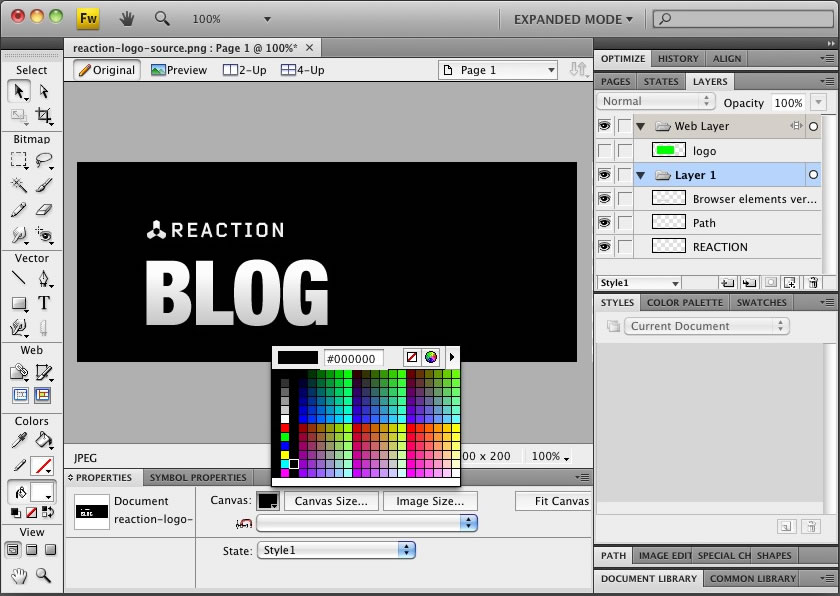 Fw 100% EXPANDED MODE
reaction-logo-source.png : Page 1 @ 100%*
OPTIMIZE HISTORY ALIGN
Select
Original Preview 2-Up 4-Up Page 1
PAGES STATES LAYERS
Normal Opacity 100%
Web Layer
logo
Layer 1
Browser elements ver...
Path
REACTION
Style1
Bitmap
Vector
T
Web
Colors
View
REACTION
BLOG
#000000
STYLES COLOR PALETTE SWATCHES
Current Document
JPEG 00 x 200 100%
PROPERTIES SYMBOL PROPERTIES
Document
reaction-logo-
BLOG
Canvas: Canvas Size... Image Size... Fit Canvas
State: Style1
PATH IMAGE EDIT SPECIAL CH SHAPES
DOCUMENT LIBRARY COMMON LIBRARY